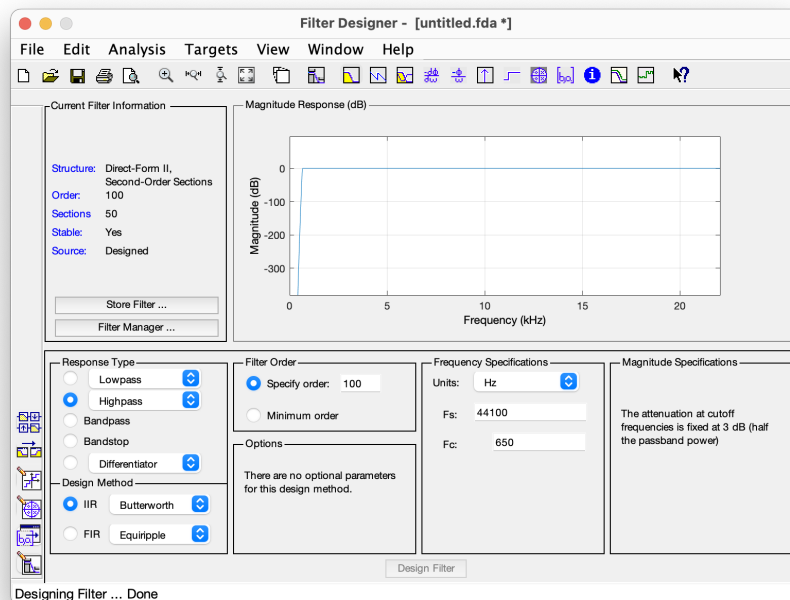 Filter Designer - [untitled.fda *]
File Edit Analysis Targets View Window Help
Current Filter Information
Structure: Direct-Form II,
Second-Order Sections
Order: 100
Sections 50
Stable: Yes
Source: Designed
Store Filter ...
Filter Manager ...
Magnitude Response (dB)
Magnitude (dB)
0
-100
-200
-300
0 5 10 15 20
Frequency (kHz)
Response Type
Lowpass
Highpass
Bandpass
Bandstop
Differentiator
Design Method
IIR Butterworth
FIR Equiripple
Filter Order
Specify order: 100
Minimum order
Options
There are no optional parameters
for this design method.
Frequency Specifications
Units: Hz
Fs: 44100
Fc: 650
Magnitude Specifications
The attenuation at cutoff
frequencies is fixed at 3 dB (half
the passband power)
Design Filter
Designing Filter ... Done